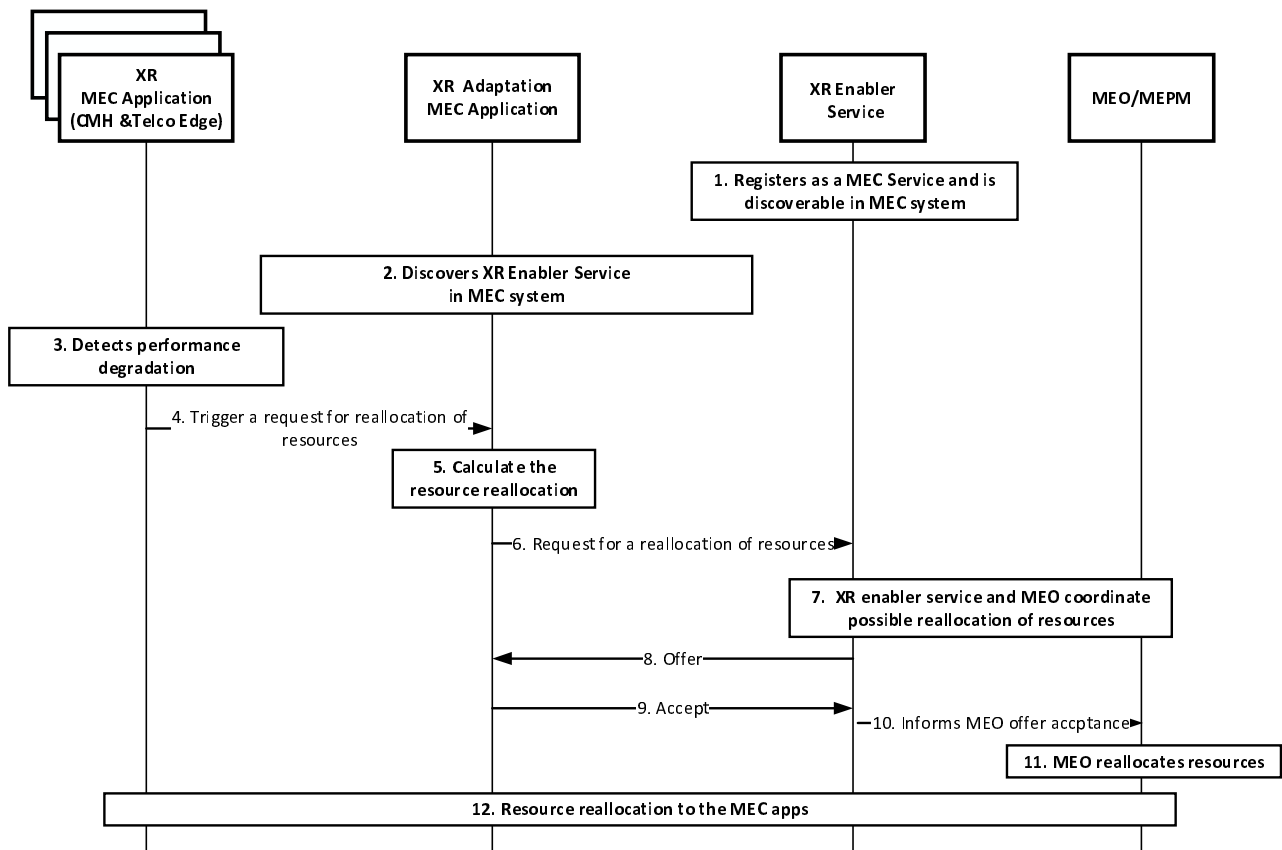 XR
MEC Application
(CMH &Telco Edge)
XR Adaptation
MEC Application
XR Enabler
Service
MEO/MEPM
1. Registers as a MEC Service and is
discoverable in MEC system
2. Discovers XR Enabler Service
in MEC system
3. Detects performance
degradation
4. Trigger a request for reallocation of
resources
5. Calculate the
resource reallocation
6. Request for a reallocation of resources
7. XR enabler service and MEO coordinate
possible reallocation of resources
8. Offer
9. Accept
10. Informs MEO offer accptance
11. MEO reallocates resources
12. Resource reallocation to the MEC apps